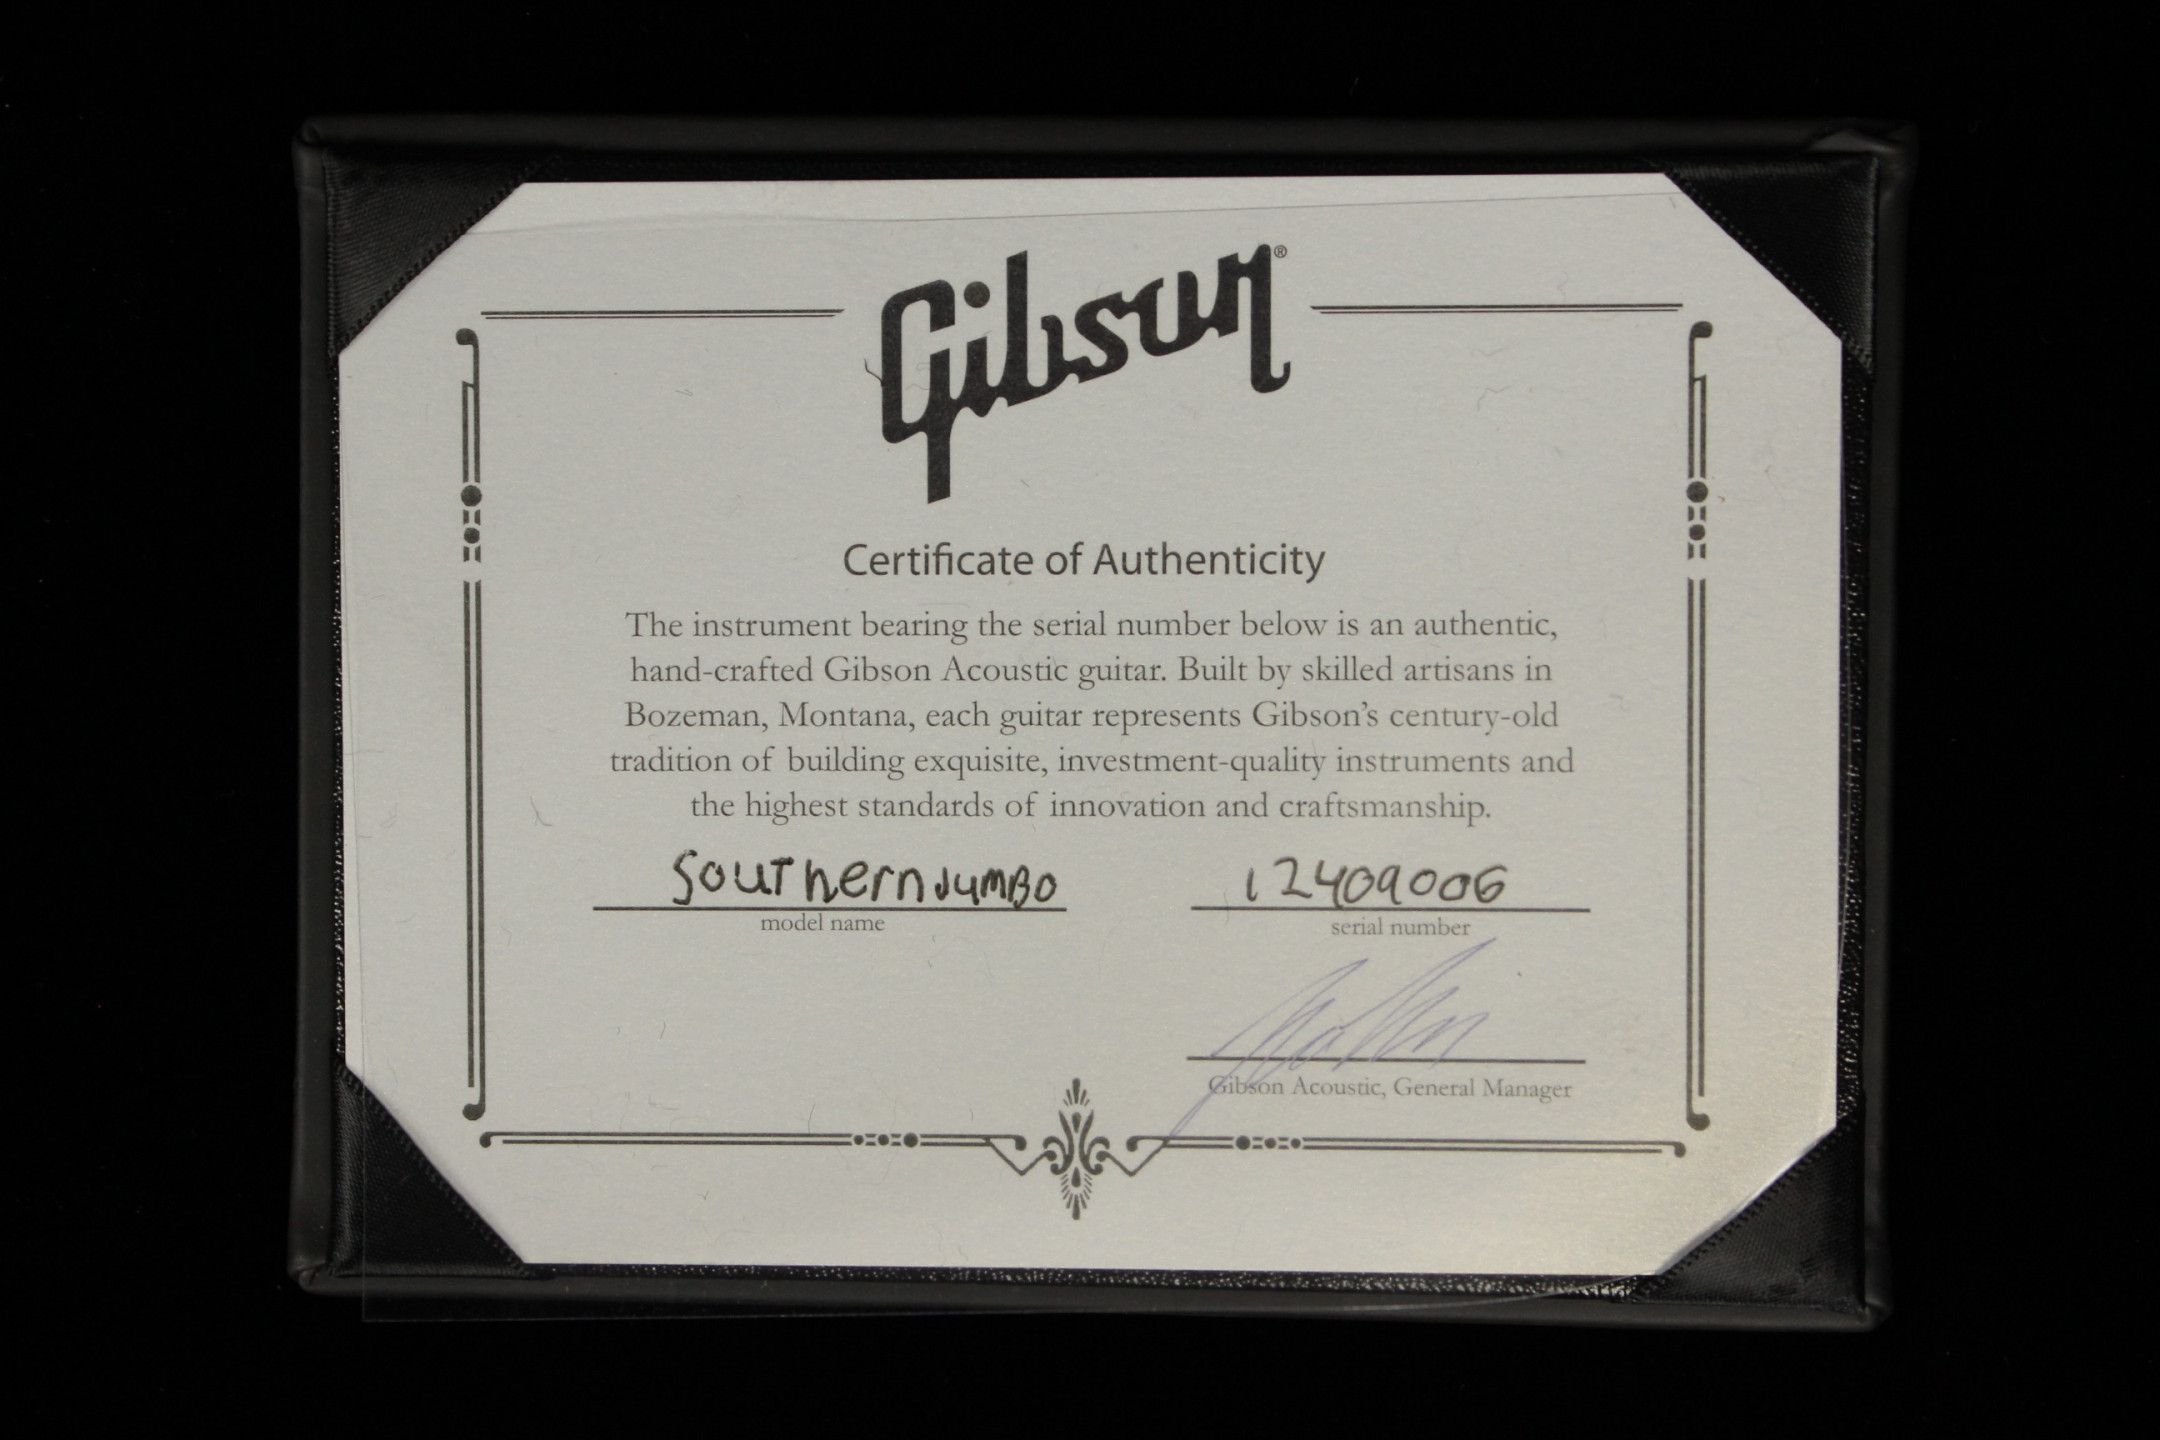 Gibson®
Certificate of Authenticity
The instrument bearing the serial number below is an authentic,
hand-crafted Gibson Acoustic guitar. Built by skilled artisans in
Bozeman, Montana, each guitar represents Gibson’s century-old
tradition of building exquisite, investment-quality instruments and
the highest standards of innovation and craftsmanship.
Southern Jumbo 12409006
model name serial number
Gibson Acoustic, General Manager